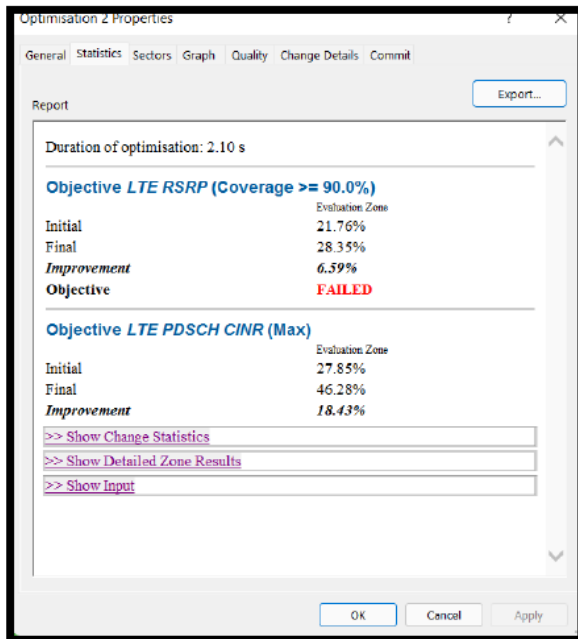 Optimisation 2 Properties ? ×
General Statistics Sectors Graph Quality Change Details Commit
Export...
Report
Duration of optimisation: 2.10 s
Objective LTE RSRP (Coverage >= 90.0%)
Evaluation Zone
Initial 21.76%
Final 28.35%
Improvement 6.59%
Objective FAILED
Objective LTE PDSCH CINR (Max)
Evaluation Zone
Initial 27.85%
Final 46.28%
Improvement 18.43%
>> Show Change Statistics
>> Show Detailed Zone Results
>> Show Input
OK Cancel Apply